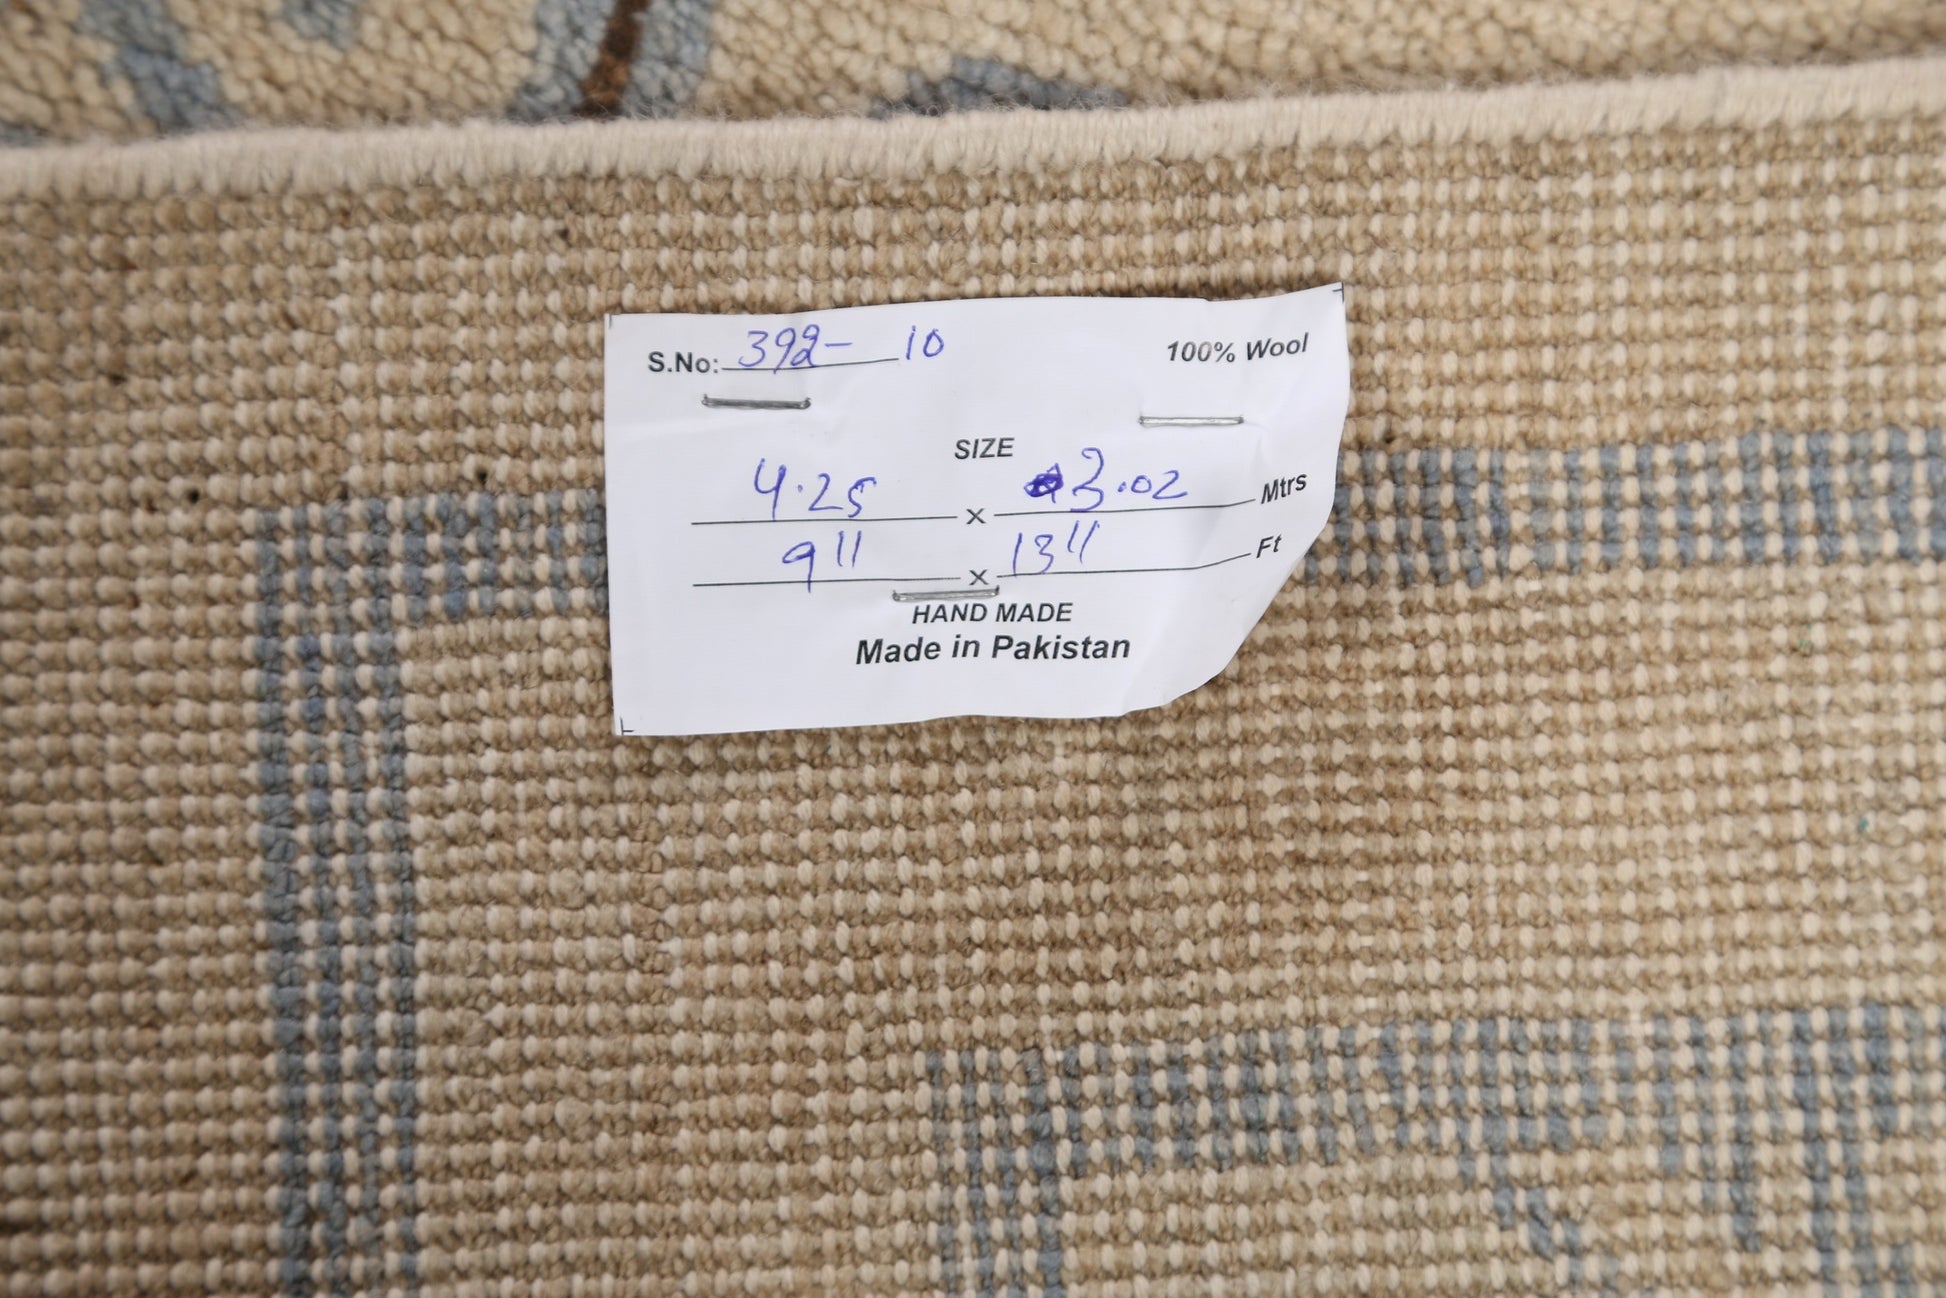 S.No: 392- 10 100% Wool
SIZE
4.25 x 3.02 Mtrs
9" x 13" Ft
HAND MADE
Made in Pakistan